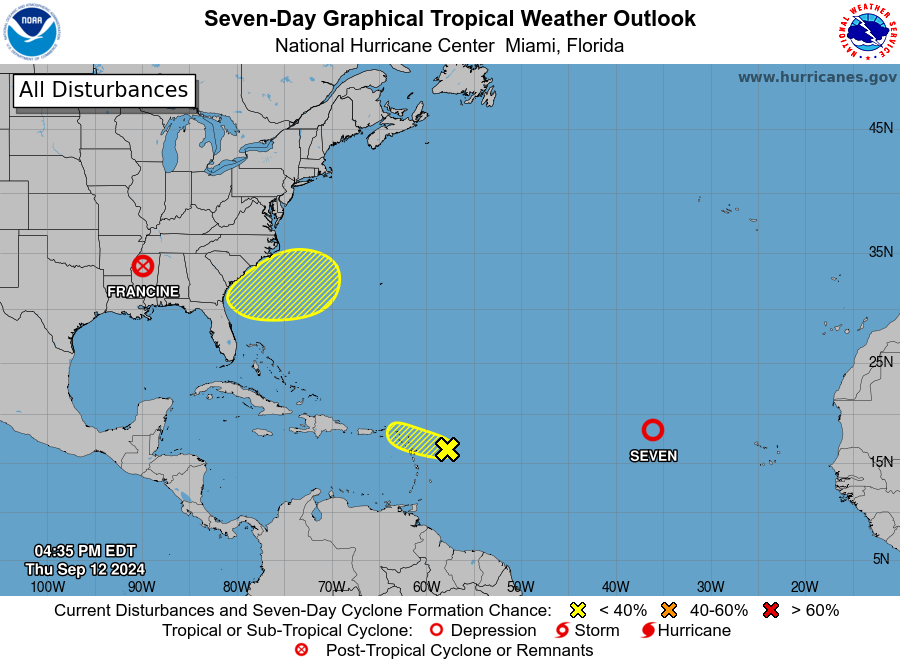 Seven-Day Graphical Tropical Weather Outlook
National Hurricane Center Miami, Florida
NOAA
NATIONAL WEATHER SERVICE
All Disturbances
www.hurricanes.gov
45N
35N
FRANCINE
25N
SEVEN
15N
04:35 PM EDT
Thu Sep 12 2024
5N
100W 90W 80W 70W 60W 50W 40W 30W 20W
Current Disturbances and Seven-Day Cyclone Formation Chance: < 40% 40-60% > 60%
Tropical or Sub-Tropical Cyclone: Depression Storm Hurricane
Post-Tropical Cyclone or Remnants